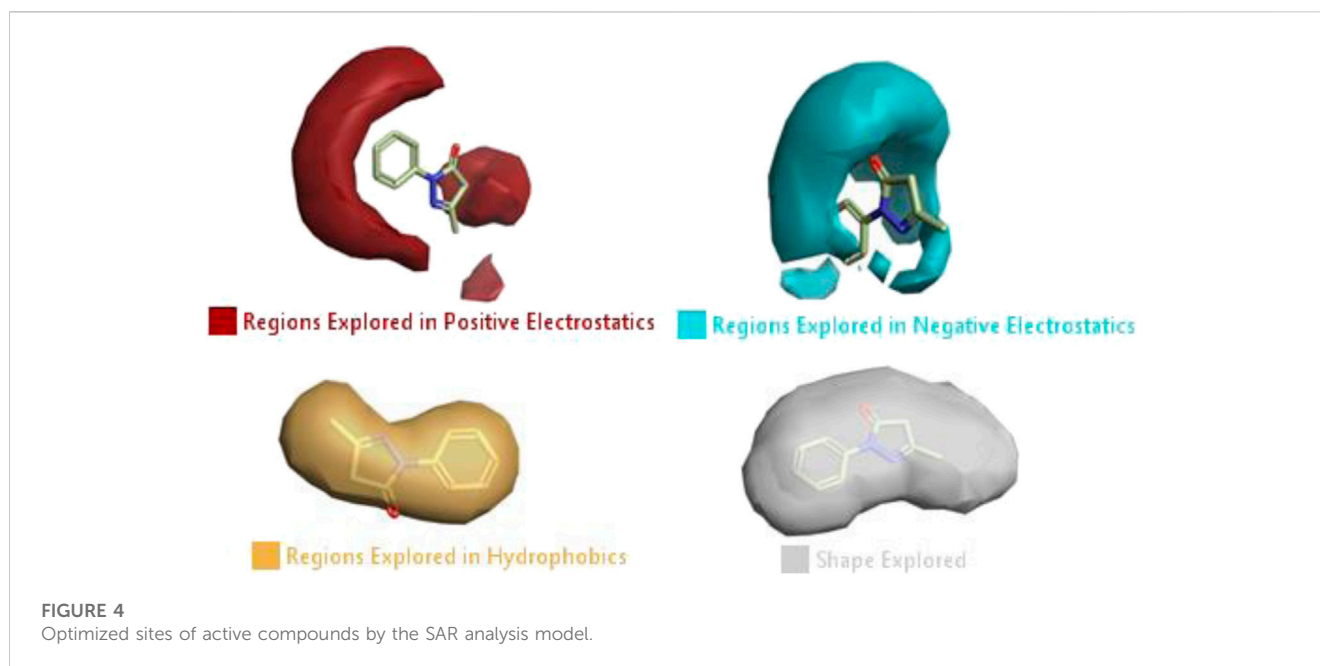 Regions Explored in Positive Electrostatics
Regions Explored in Negative Electrostatics
Regions Explored in Hydrophobics
Shape Explored
FIGURE 4
Optimized sites of active compounds by the SAR analysis model.